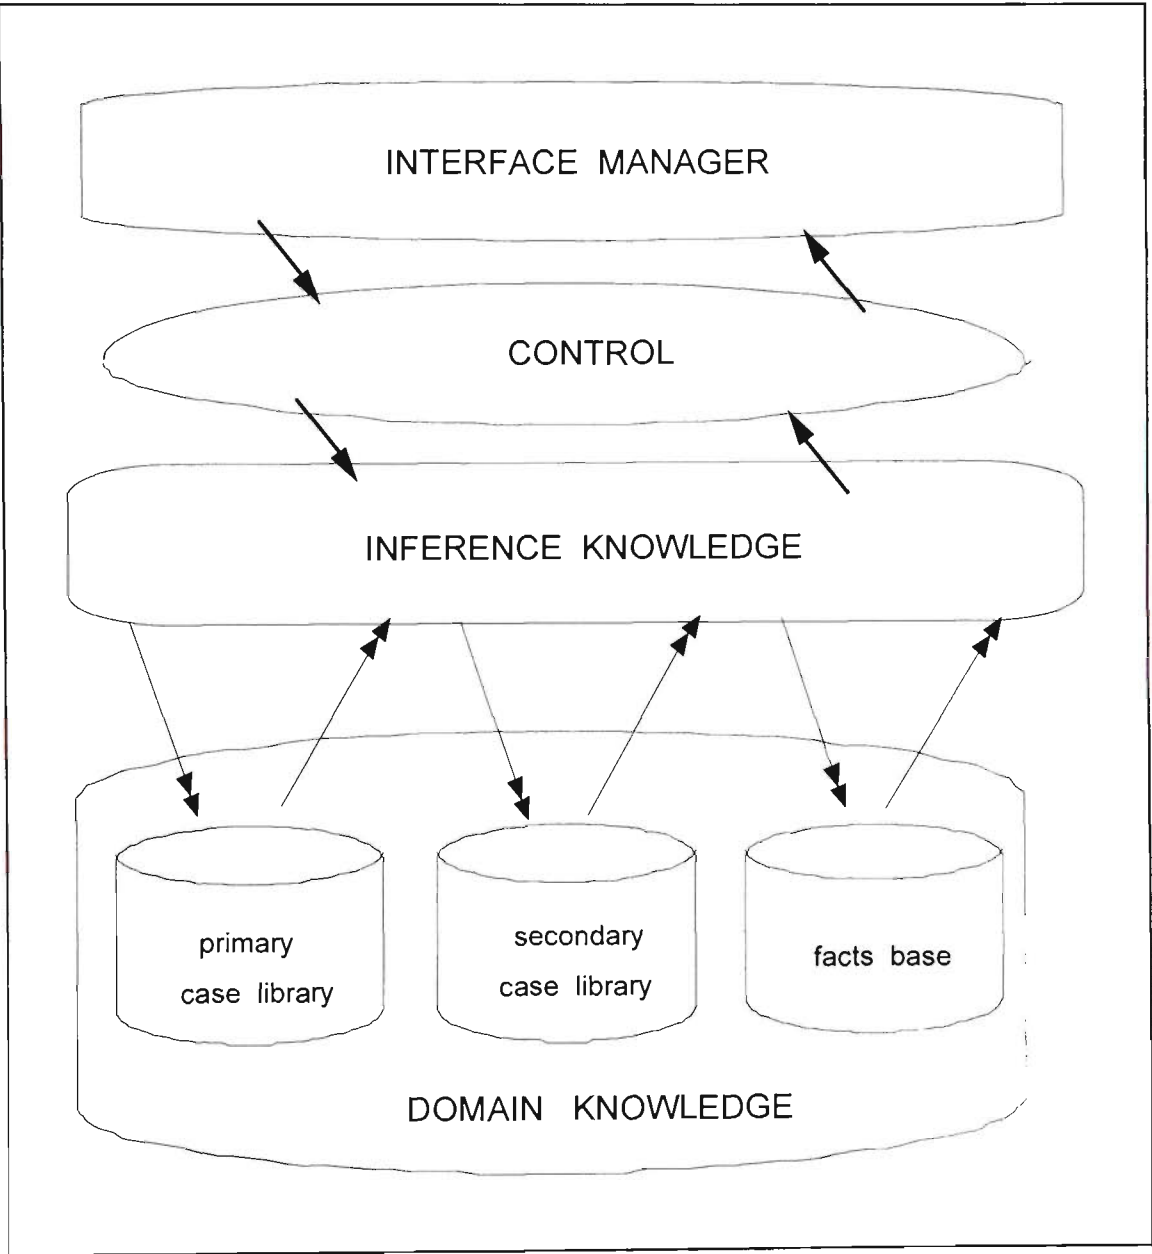 INTERFACE MANAGER
CONTROL
INFERENCE KNOWLEDGE
primary
case library
secondary
case library
facts base
DOMAIN KNOWLEDGE